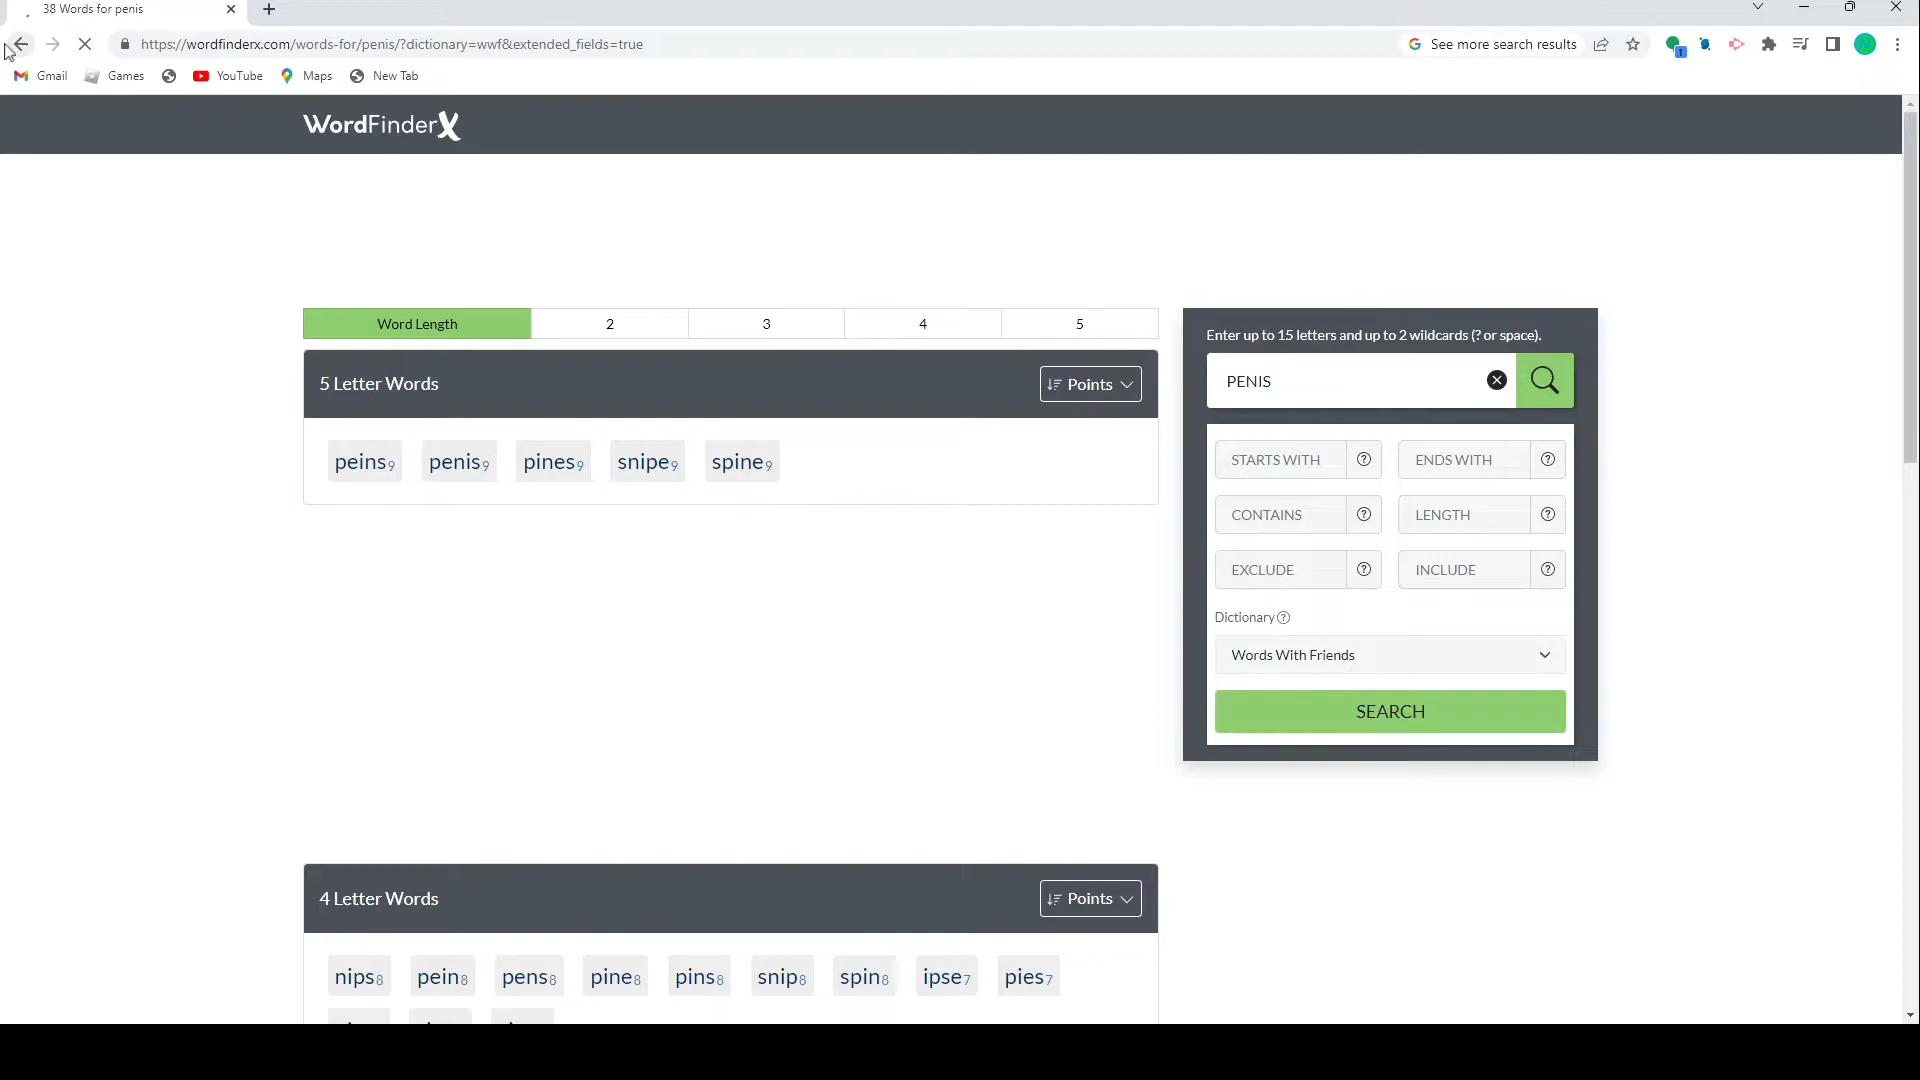 38 Words for penis
https://wordfinderx.com/words-for/penis/?dictionary=wwf&extended_fields=true
See more search results
1
Gmail
Games
YouTube
Maps
New Tab
WordFinderX
Word Length 2 3 4 5
5 Letter Words
Points
peins9 penis9 pines9 snipe9 spine9
Enter up to 15 letters and up to 2 wildcards (? or space).
PENIS
STARTS WITH
ENDS WITH
CONTAINS
LENGTH
EXCLUDE
INCLUDE
Dictionary
Words With Friends
SEARCH
4 Letter Words
Points
nips8 pein8 pens8 pine8 pins8 snip8 spin8 ipse7 pies7